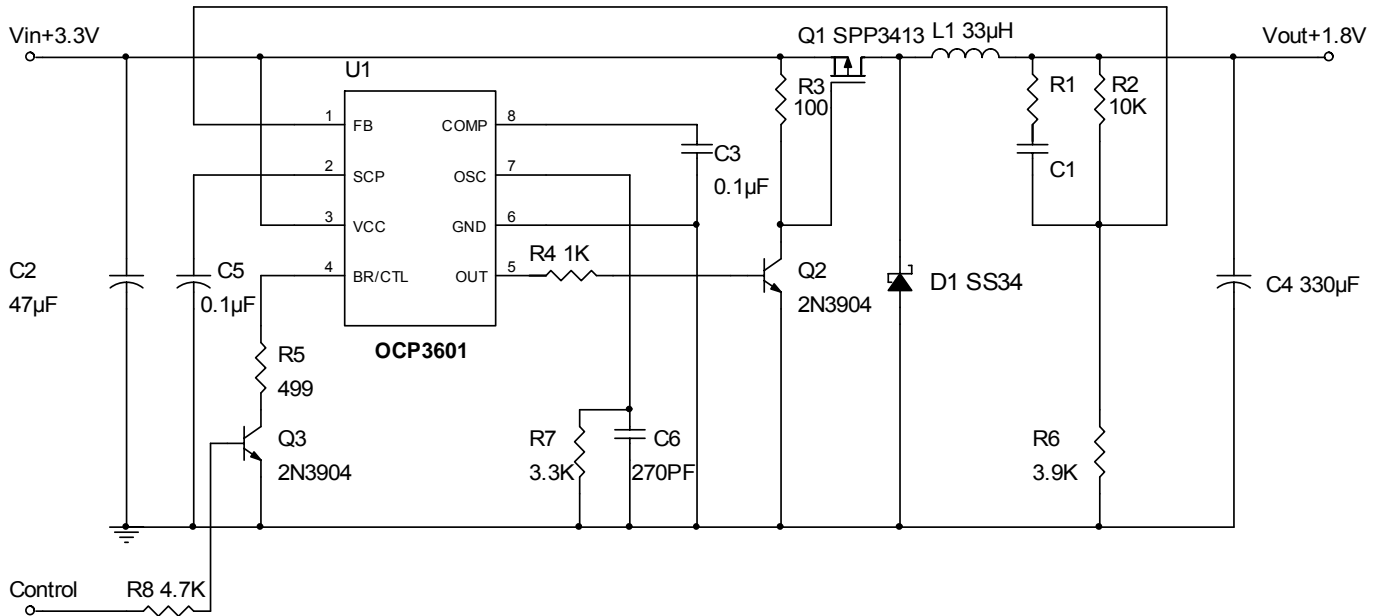 Vin+3.3V
Q1 SPP3413
L1 33µH
Vout+1.8V
U1
R3
100
R1
R2
10K
1
FB
COMP
8
C3
0.1µF
C1
2
SCP
OSC
7
3
VCC
GND
6
4
BR/CTL
OUT
5
R4 1K
C2
47µF
C5
0.1µF
Q2
2N3904
D1 SS34
C4 330µF
OCP3601
R5
499
Q3
2N3904
R7
3.3K
C6
270PF
R6
3.9K
Control
R8 4.7K